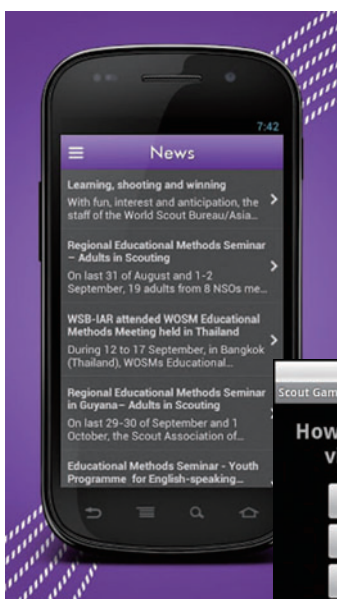 7:42
News
Learning, shooting and winning
With fun, interest and anticipation, the
staff of the World Scout Bureau/Asia...
Regional Educational Methods Seminar
– Adults in Scouting
On last 31 of August and 1-2
September, 19 adults from 8 NSOs me...
WSB-IAR attended WOSM Educational
Methods Meeting held in Thailand
During 12 to 17 September, in Bangkok
(Thailand), WOSMs Educational...
Regional Educational Methods Seminar
in Guyana– Adults in Scouting
On last 29-30 of September and 1
October, the Scout Association of...
Educational Methods Seminar - Youth
Programme for English-speaking...
Scout Gam
How
v